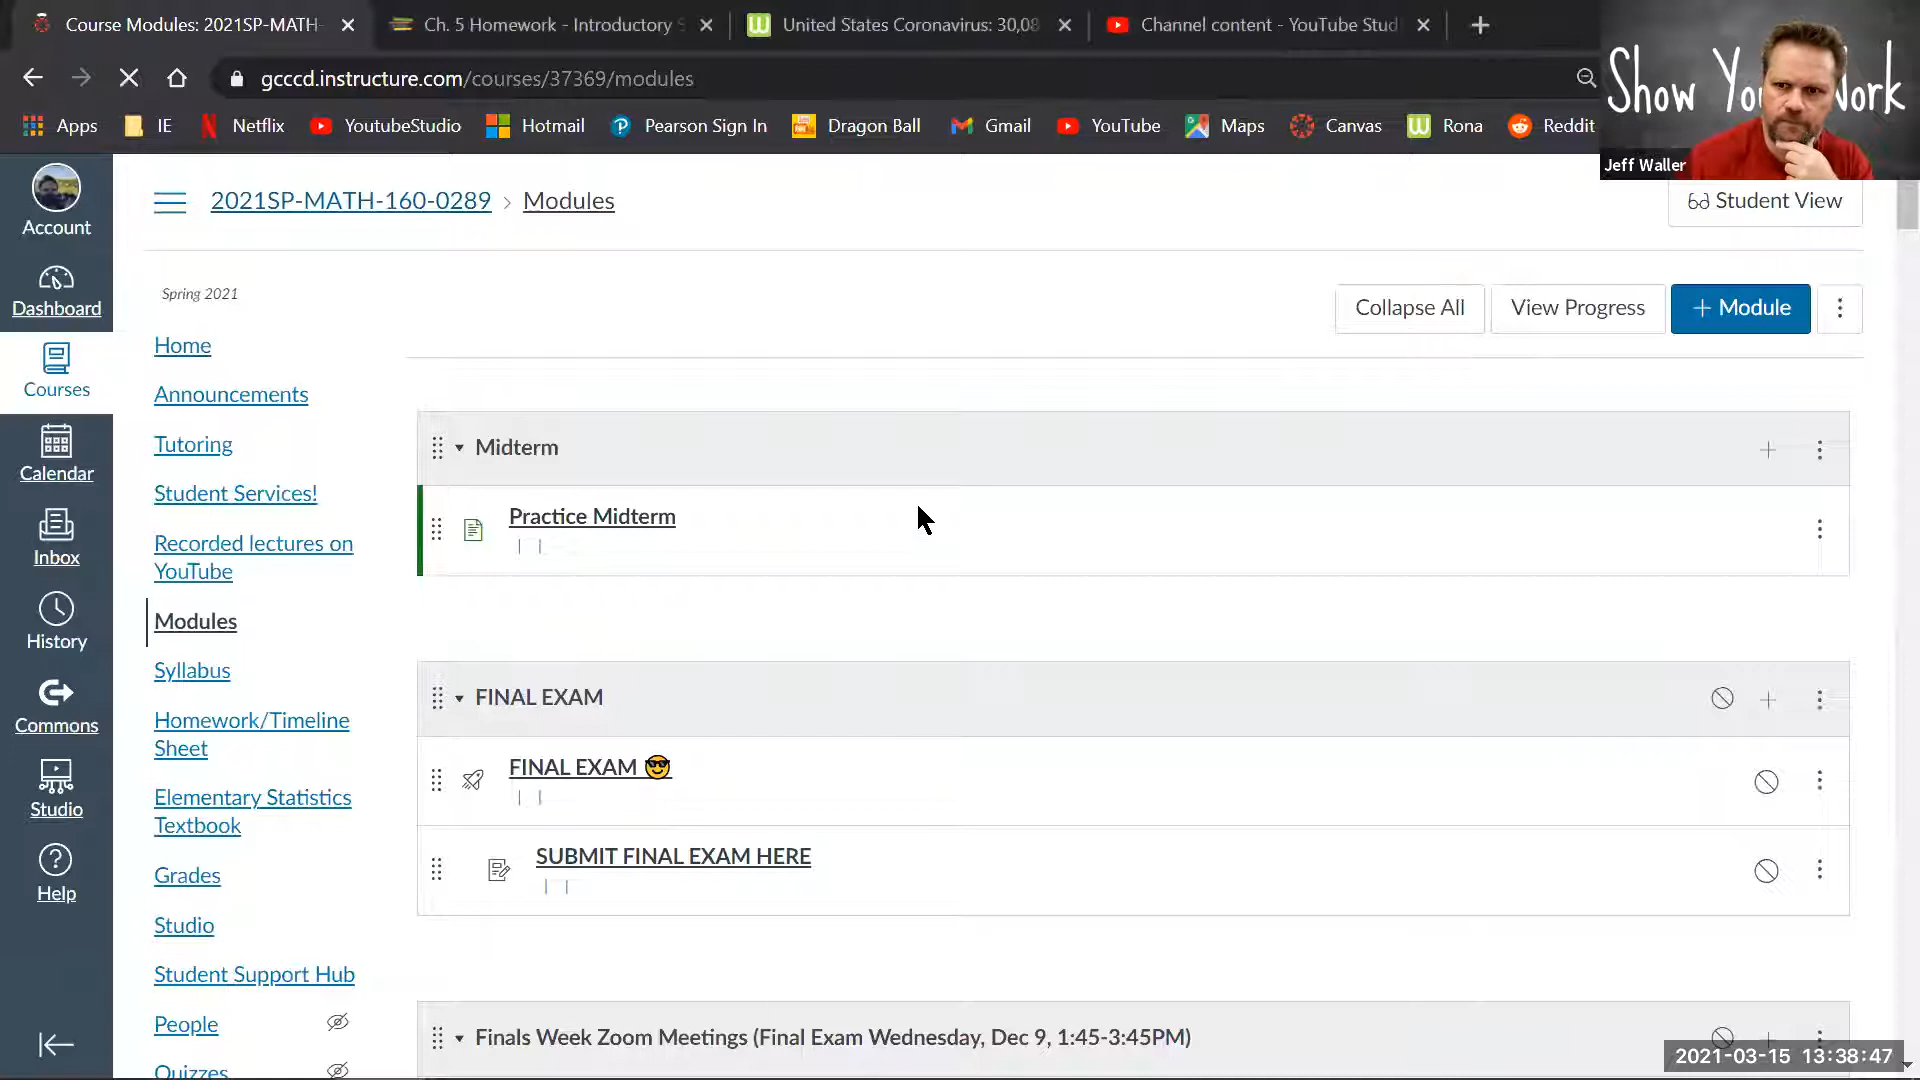 Course Modules: 2021SP-MATH-
Ch. 5 Homework - Introductory S
United States Coronavirus: 30,08
Channel content - YouTube Stud
gcccd.instructure.com/courses/37369/modules
Apps
IE
Netflix
YoutubeStudio
Hotmail
Pearson Sign In
Dragon Ball
Gmail
YouTube
Maps
Canvas
Rona
Reddit
Show Yo Work
Jeff Waller
Account
Dashboard
Courses
Calendar
Inbox
History
Commons
Studio
Help
2021SP-MATH-160-0289 > Modules
Student View
Spring 2021
Home
Announcements
Tutoring
Student Services!
Recorded lectures on
YouTube
Modules
Syllabus
Homework/Timeline
Sheet
Elementary Statistics
Textbook
Grades
Studio
Student Support Hub
People
Quizzes
Collapse All
View Progress
+ Module
Midterm
Practice Midterm
FINAL EXAM
FINAL EXAM 😎
SUBMIT FINAL EXAM HERE
Finals Week Zoom Meetings (Final Exam Wednesday, Dec 9, 1:45-3:45PM)
2021-03-15 13:38:47